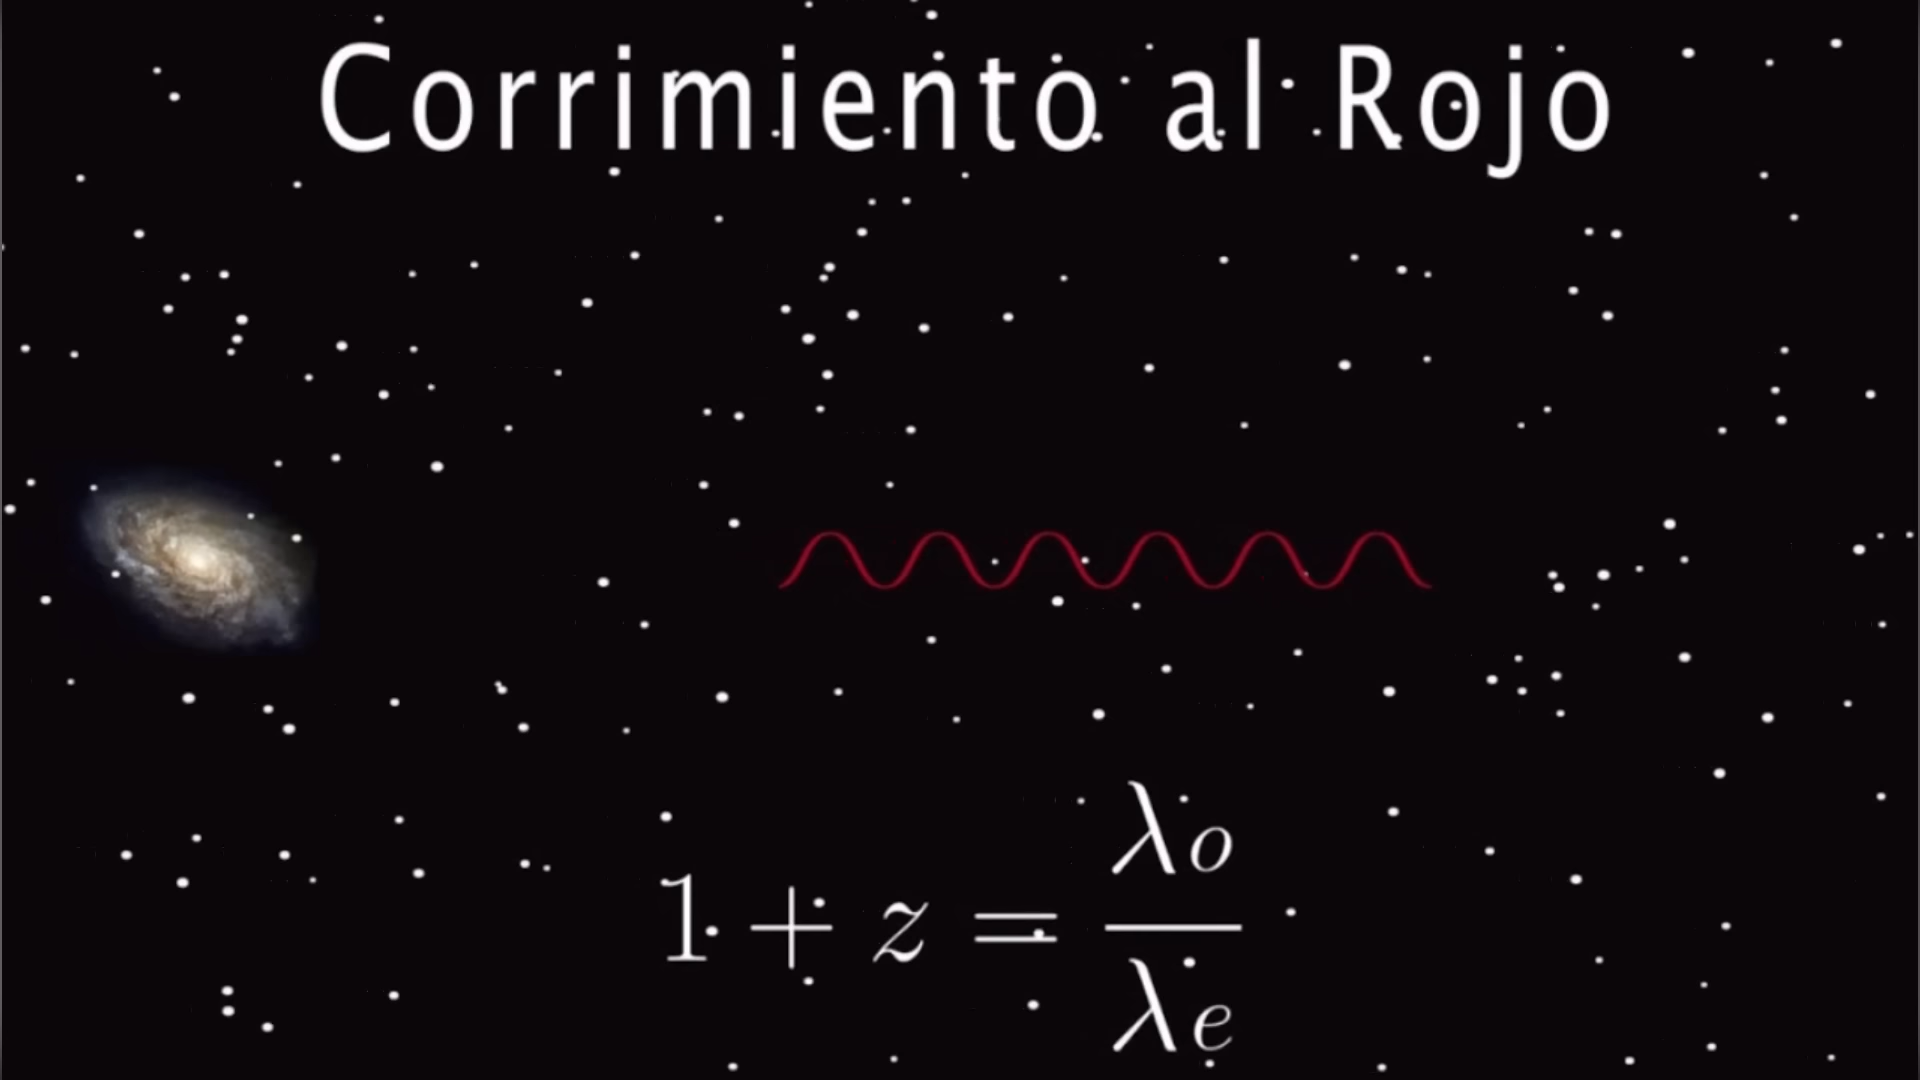 Corrimiento al Rojo
1 + z = λo / λe